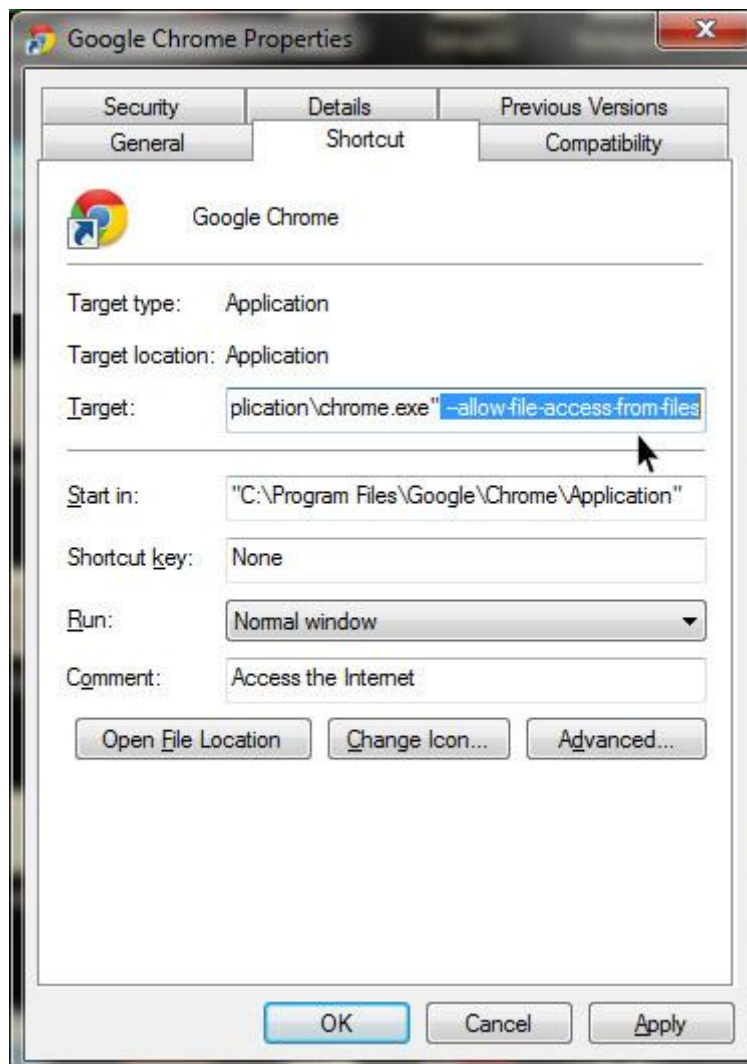 Google Chrome Properties
Security Details Previous Versions
General Shortcut Compatibility
Google Chrome
Target type: Application
Target location: Application
Target: plication\chrome.exe" --allow-file-access-from-files
Start in: "C:\Program Files\Google\Chrome\Application"
Shortcut key: None
Run: Normal window
Comment: Access the Internet
Open File Location Change Icon... Advanced...
OK Cancel Apply